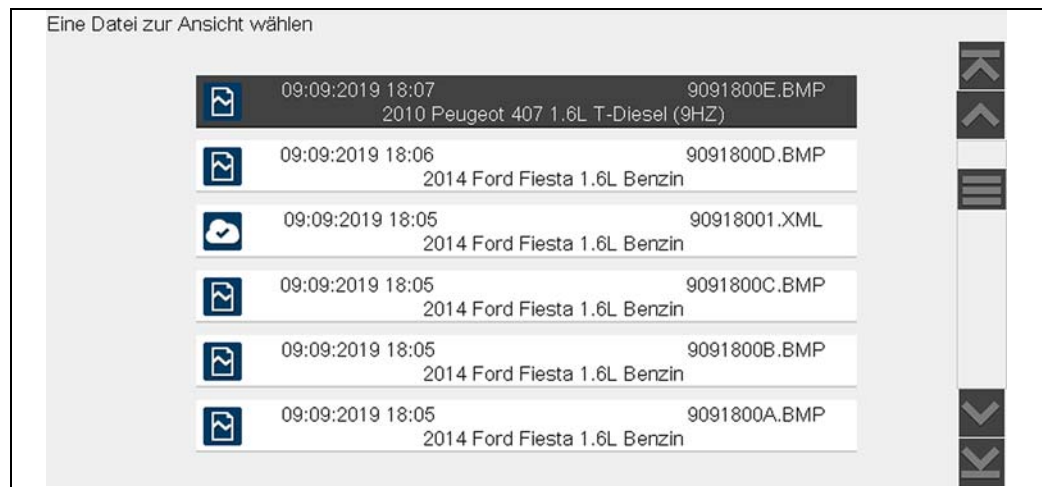 Eine Datei zur Ansicht wählen
09:09:2019 18:07 9091800E.BMP
2010 Peugeot 407 1.6L T-Diesel (9HZ)
09:09:2019 18:06 9091800D.BMP
2014 Ford Fiesta 1.6L Benzin
09:09:2019 18:05 90918001.XML
2014 Ford Fiesta 1.6L Benzin
09:09:2019 18:05 9091800C.BMP
2014 Ford Fiesta 1.6L Benzin
09:09:2019 18:05 9091800B.BMP
2014 Ford Fiesta 1.6L Benzin
09:09:2019 18:05 9091800A.BMP
2014 Ford Fiesta 1.6L Benzin